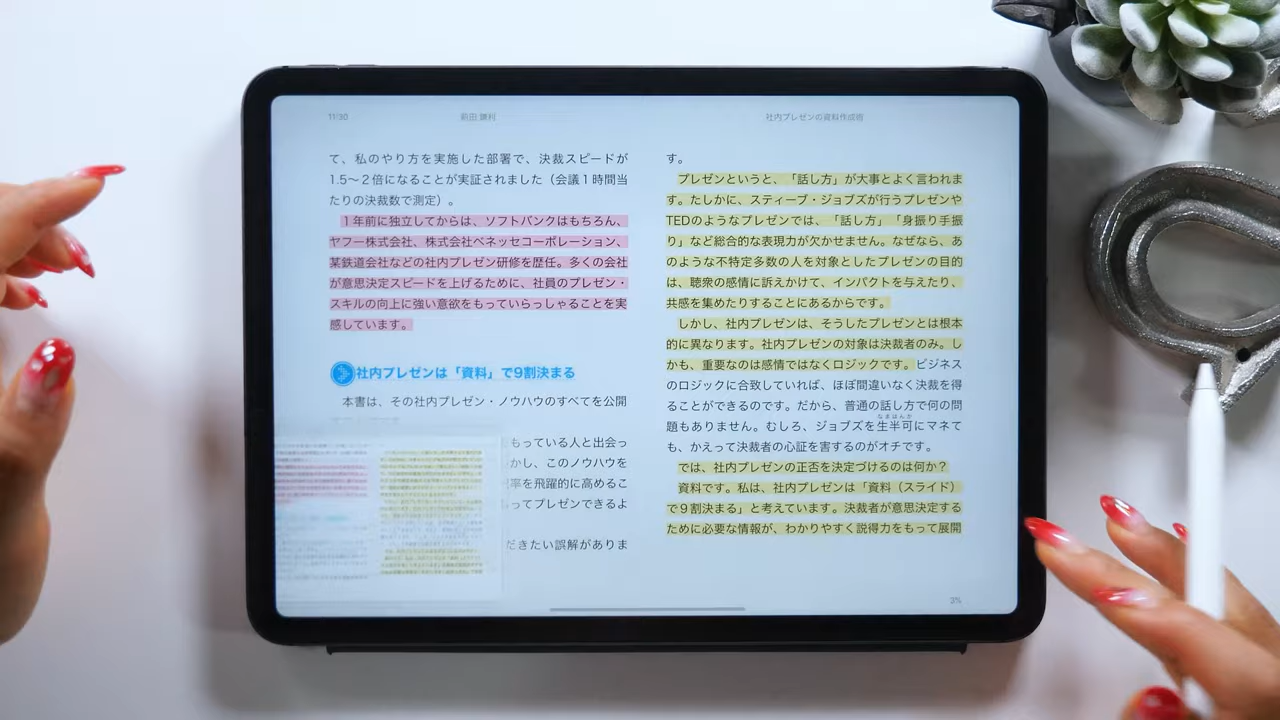 11:30
前田 鎌利
社内プレゼンの資料作成術
て、私のやり方を実施した部署で、決裁スピードが
1.5〜２倍になることが実証されました（会議１時間当
たりの決裁数で測定）。
１年前に独立してからは、ソフトバンクはもちろん、
ヤフー株式会社、株式会社ベネッセコーポレーション、
某鉄道会社などの社内プレゼン研修を歴任。多くの会社
が意思決定スピードを上げるために、社員のプレゼン・
スキルの向上に強い意欲をもっていらっしゃることを実
感しています。
社内プレゼンは「資料」で9割決まる
本書は、その社内プレゼン・ノウハウのすべてを公開
もっている人と出会っ
かし、このノウハウを
率を飛躍的に高めるこ
ってプレゼンできるよ
だきたい誤解がありま
す。
プレゼンというと、「話し方」が大事とよく言われま
す。たしかに、スティーブ・ジョブズが行うプレゼンや
TEDのようなプレゼンでは、「話し方」「身振り手振
り」など総合的な表現力が欠かせません。なぜなら、あ
のような不特定多数の人を対象としたプレゼンの目的
は、聴衆の感情に訴えかけて、インパクトを与えたり、
共感を集めたりすることにあるからです。
しかし、社内プレゼンは、そうしたプレゼンとは根本
的に異なります。社内プレゼンの対象は決裁者のみ。し
かも、重要なのは感情ではなくロジックです。ビジネス
のロジックに合致していれば、ほぼ間違いなく決裁を得
ることができるのです。だから、普通の話し方で何の問
なまはんか
題もありません。むしろ、ジョブズを生半可にマネて
も、かえって決裁者の心証を害するのがオチです。
では、社内プレゼンの正否を決定づけるのは何か？
資料です。私は、社内プレゼンは「資料（スライド）
で９割決まる」と考えています。決裁者が意思決定する
ために必要な情報が、わかりやすく説得力をもって展開
3%